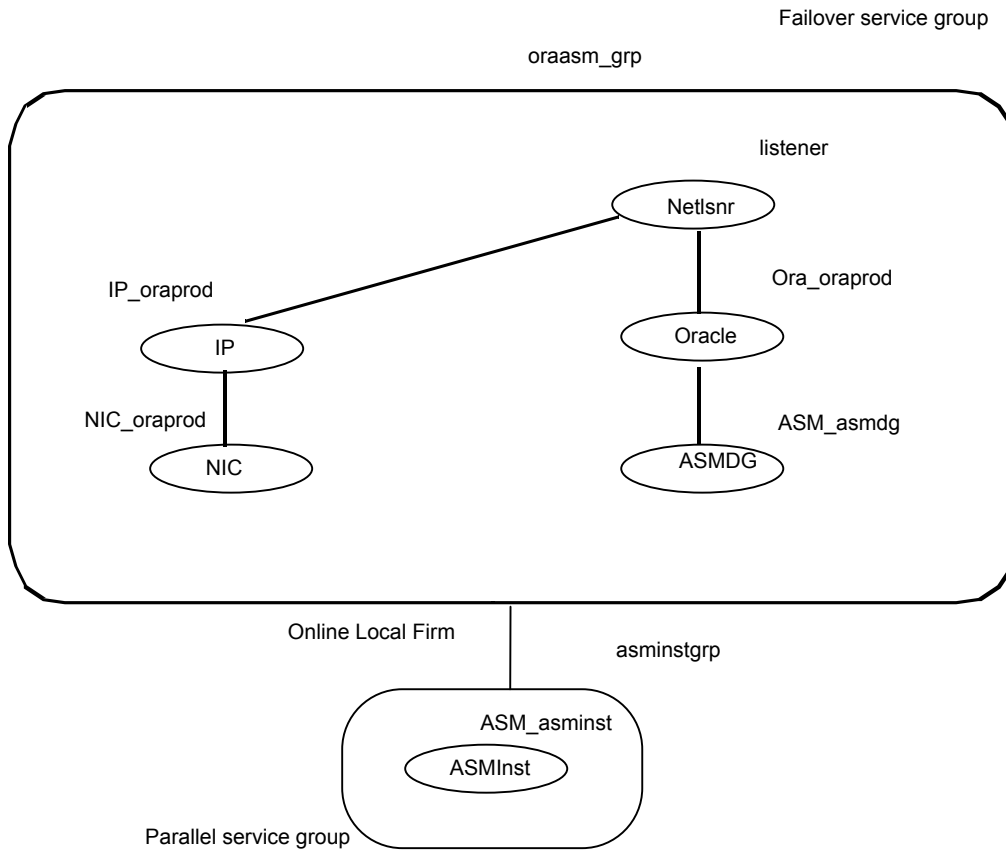 Failover service group
oraasm_grp
listener
Netlsnr
Ora_oraprod
IP_oraprod
IP
Oracle
NIC_oraprod
ASM_asmdg
NIC
ASMDG
Online Local Firm
asminstgrp
ASM_asminst
ASMInst
Parallel service group